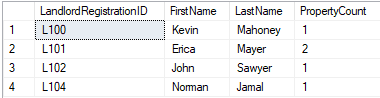 LandlordRegistrationID FirstName LastName PropertyCount
1 L100 Kevin Mahoney 1
2 L101 Erica Mayer 2
3 L102 John Sawyer 1
4 L104 Norman Jamal 1